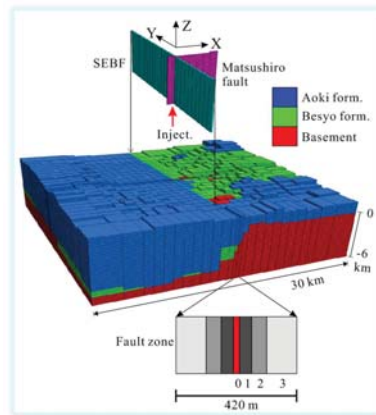 Z
Y
X
SEBF
Matsushiro
fault
Inject.
Aoki form.
Besyo form.
Basement
0
-6
km
30 km
Fault zone
0 1 2 3
420 m